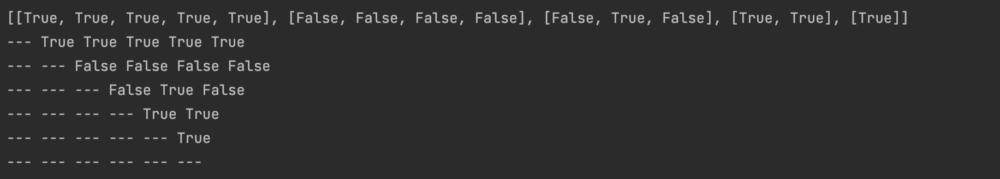 [[True, True, True, True, True], [False, False, False, False], [False, True, False], [True, True], [True]]
--- True True True True True
--- --- False False False False
--- --- --- False True False
--- --- --- --- True True
--- --- --- --- --- True
--- --- --- --- --- ---